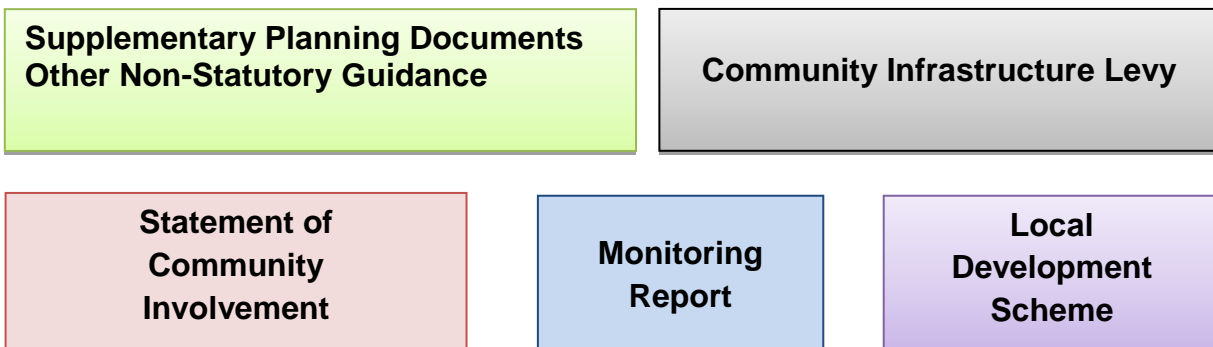 Supplementary Planning Documents
Other Non-Statutory Guidance
Community Infrastructure Levy
Statement of
Community
Involvement
Monitoring
Report
Local
Development
Scheme